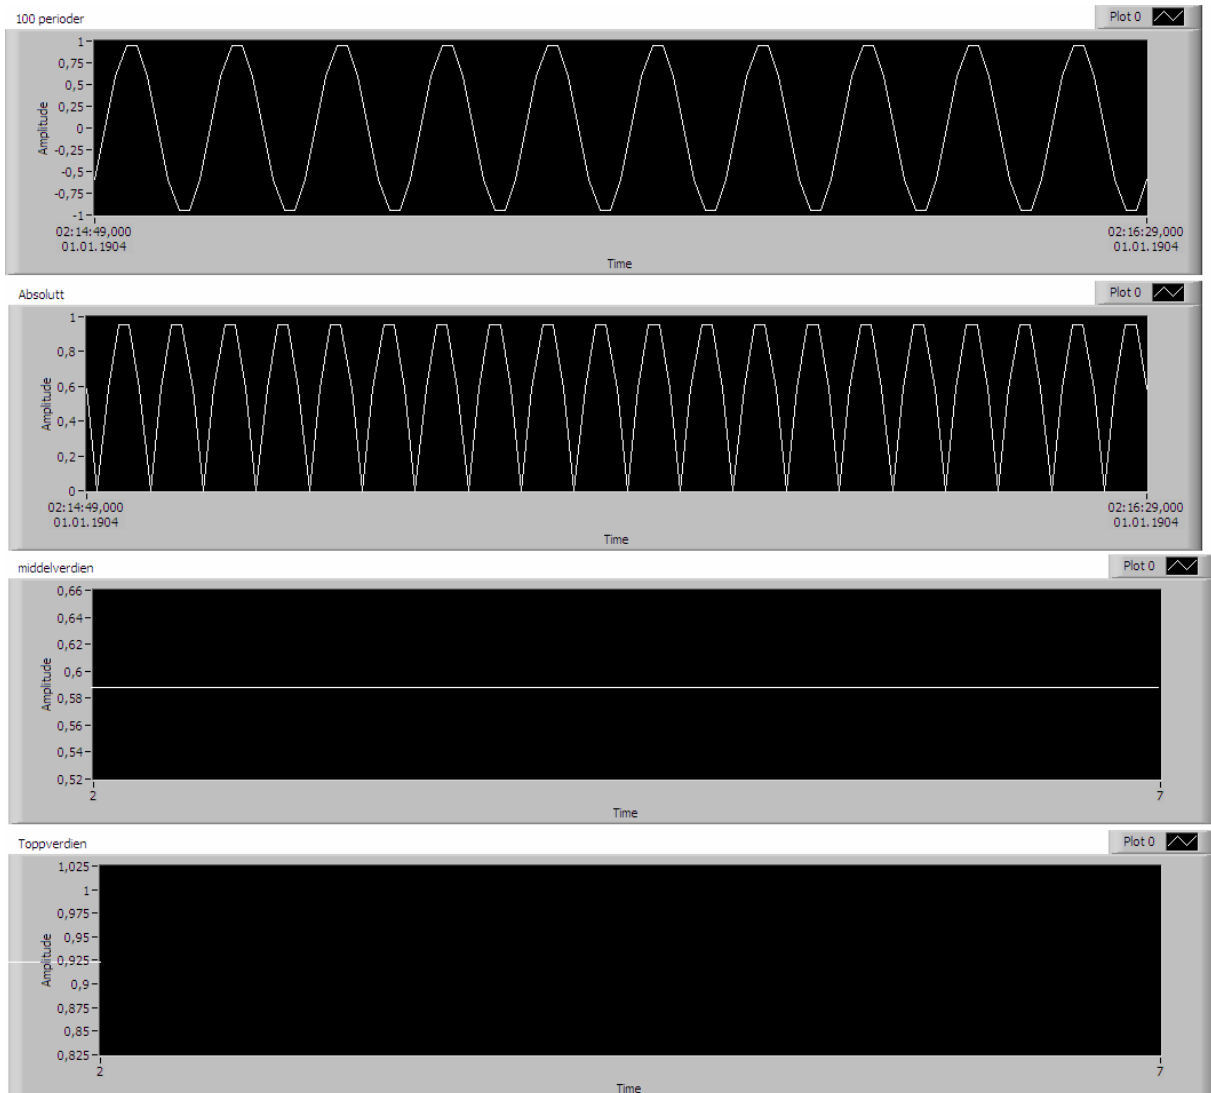 100 perioder
Plot 0
1
0,75
0,5
0,25
0
-0,25
-0,5
-0,75
-1
Amplitude
02:14:49,000
01.01.1904
02:16:29,000
01.01.1904
Time
Absolutt
Plot 0
1
0,8
0,6
0,4
0,2
0
Amplitude
02:14:49,000
01.01.1904
02:16:29,000
01.01.1904
Time
middelverdien
Plot 0
0,66
0,64
0,62
0,6
0,58
0,56
0,54
0,52
Amplitude
2
7
Time
Toppverdien
Plot 0
1,025
1
0,975
0,95
0,925
0,9
0,875
0,85
0,825
Amplitude
2
7
Time